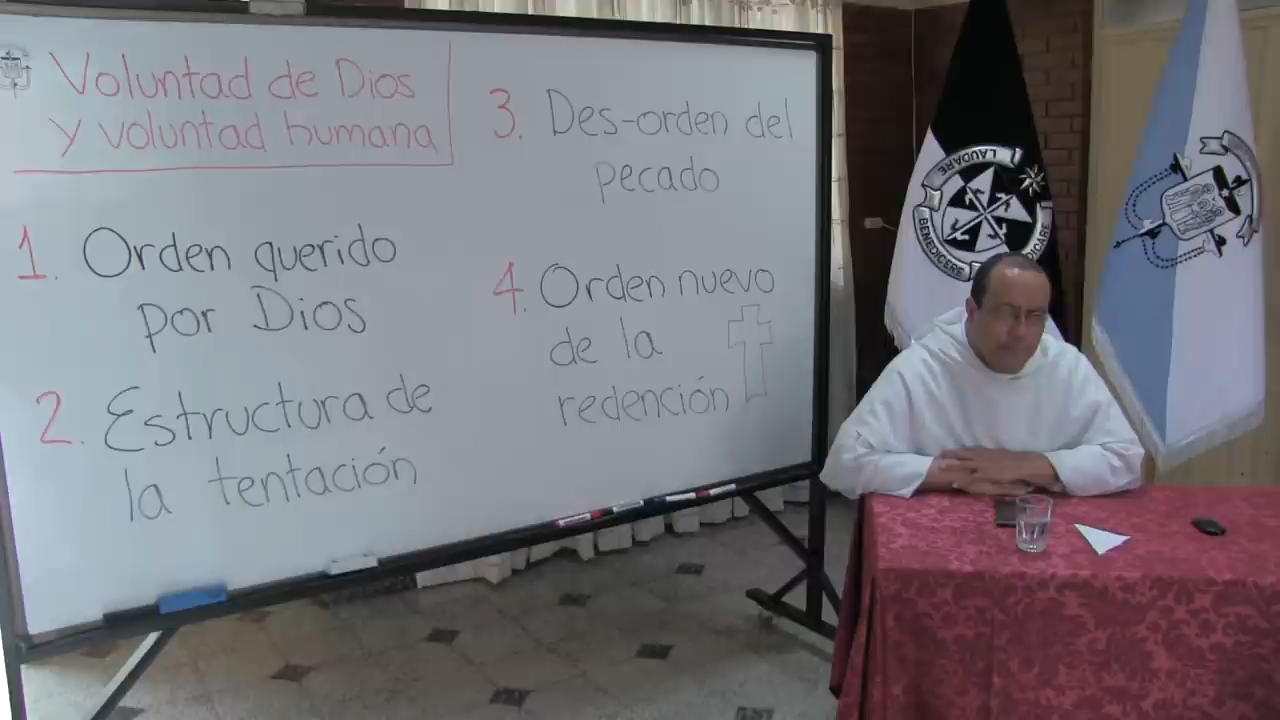 Voluntad de Dios
y voluntad humana
1. Orden querido
por Dios
2. Estructura de
la tentación
3. Des-orden del
pecado
4. Orden nuevo
de la
redención
LAUDARE
BENEDICERE